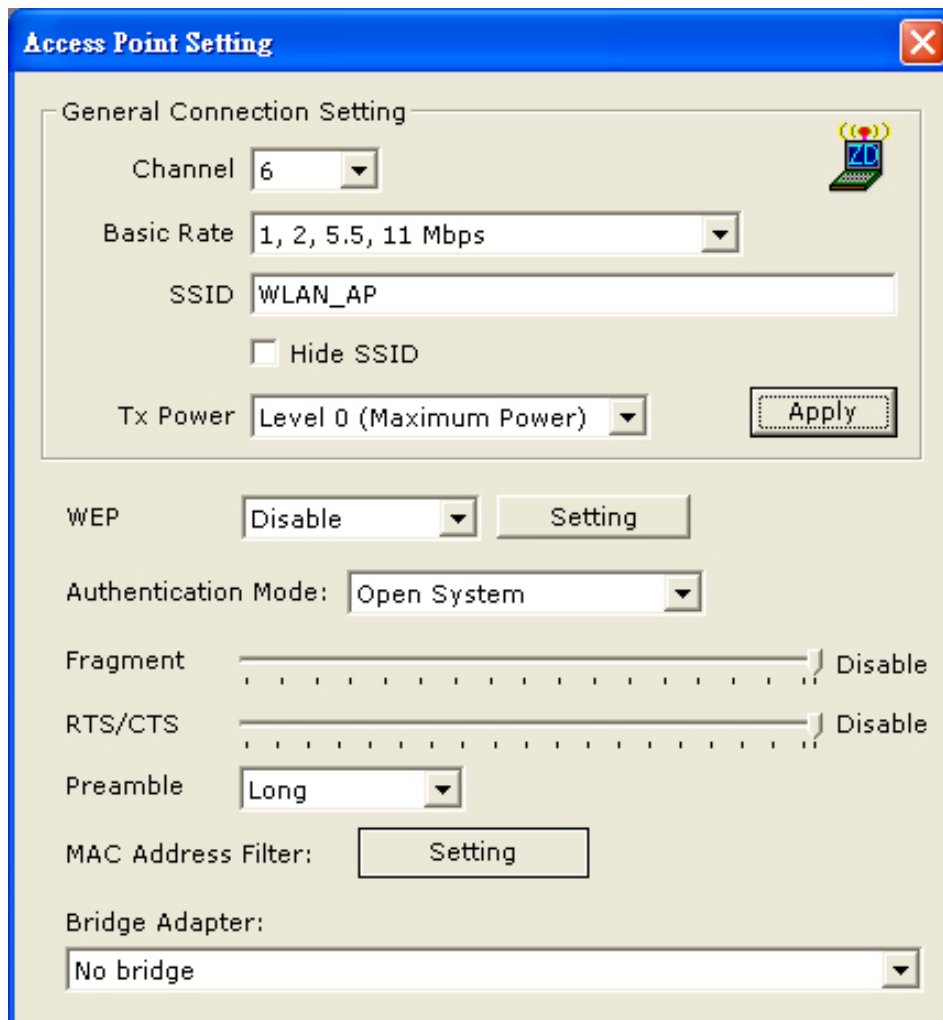 Access Point Setting
General Connection Setting
ZD
Channel 6
Basic Rate 1, 2, 5.5, 11 Mbps
SSID WLAN_AP
Hide SSID
Tx Power Level 0 (Maximum Power) Apply
WEP Disable Setting
Authentication Mode: Open System
Fragment Disable
RTS/CTS Disable
Preamble Long
MAC Address Filter: Setting
Bridge Adapter:
No bridge